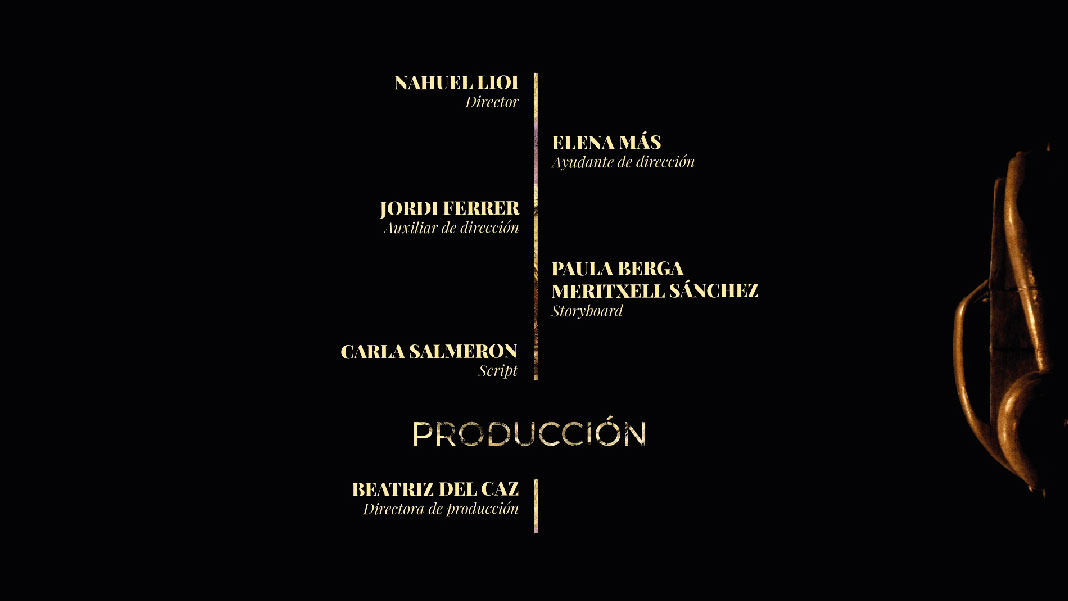 NAHUEL LIOI
Director
ELENA MÁS
Ayudante de dirección
JORDI FERRER
Auxiliar de dirección
PAULA BERGA
MERITXELL SÁNCHEZ
Storyboard
CARLA SALMERON
Script
PRODUCCIÓN
BEATRIZ DEL CAZ
Directora de producción